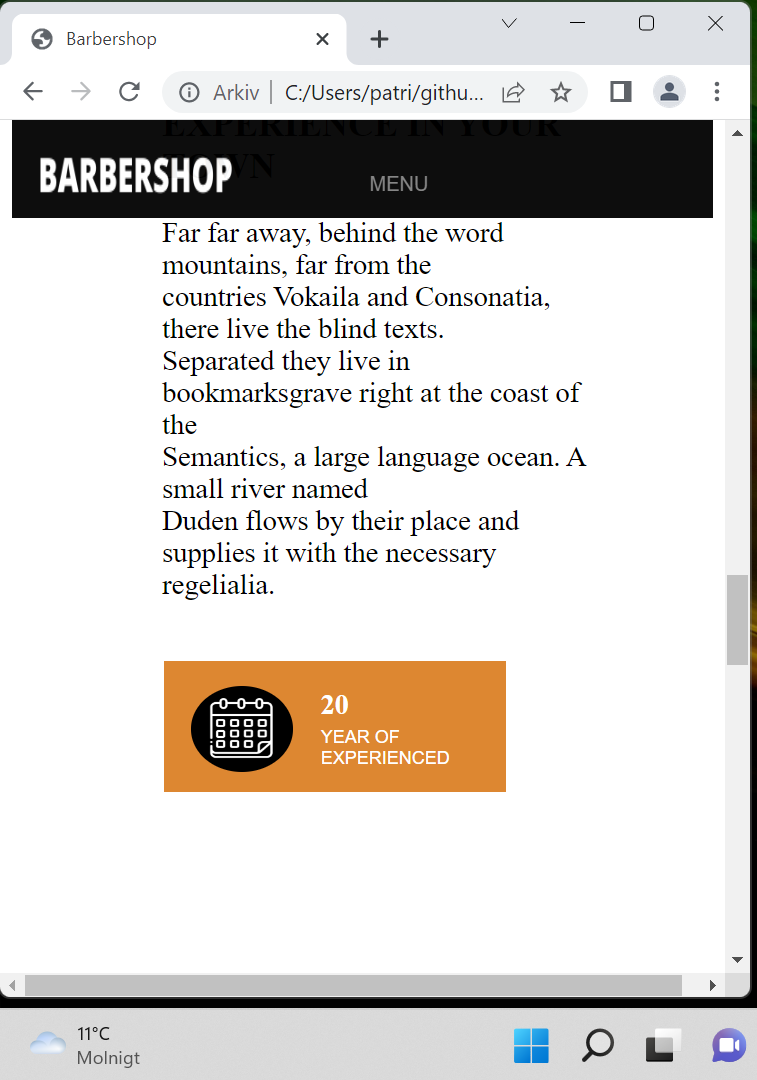 Barbershop
Arkiv C:/Users/patri/githu...
EXPERIENCE IN YOUR
WN
BARBERSHOP
MENU
Far far away, behind the word
mountains, far from the
countries Vokaila and Consonatia,
there live the blind texts.
Separated they live in
bookmarksgrave right at the coast of
the
Semantics, a large language ocean. A
small river named
Duden flows by their place and
supplies it with the necessary
regelialia.
20
YEAR OF
EXPERIENCED
11°C
Molnigt